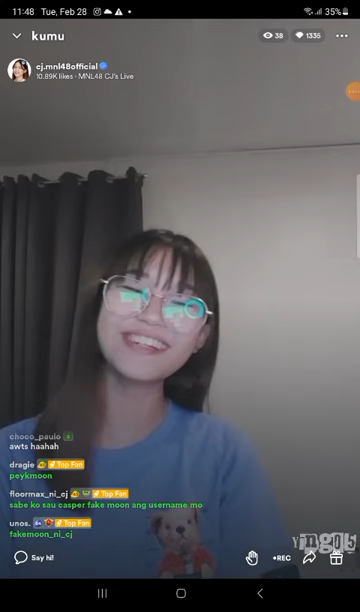 11:48 Tue, Feb 28
35%
kumu
38
1335
cj.mnl48official
10.89K likes · MNL48 CJ's Live
choco_paulo
awts haahah
dragie Top Fan
peykmoon
floormax_ni_cj Top Fan
sabe ko sau casper fake moon ang username mo
unos. Top Fan
fakemoon_ni_cj
Say hi!
•REC